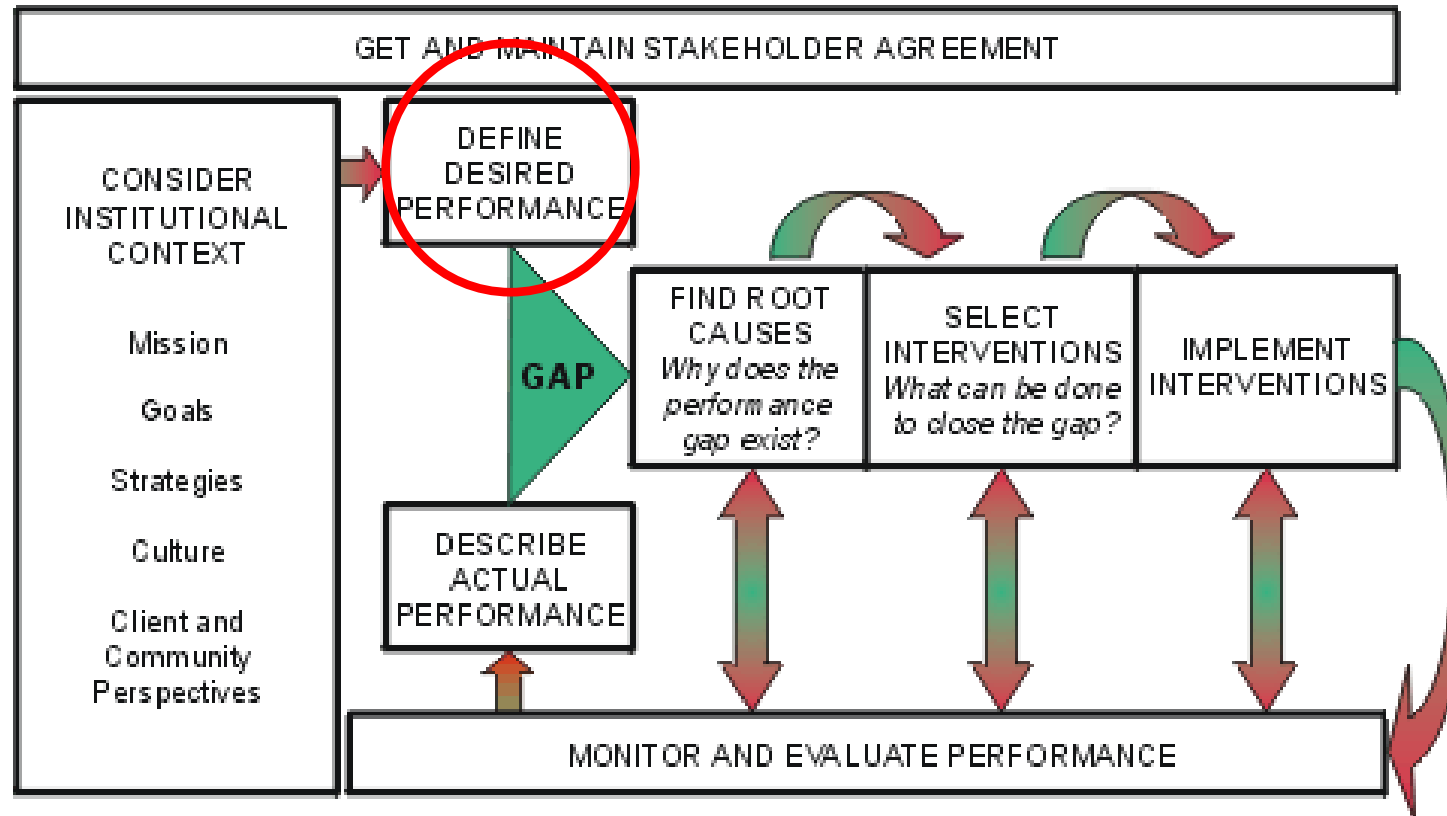 GET AND MAINTAIN STAKEHOLDER AGREEMENT
CONSIDER
INSTITUTIONAL
CONTEXT
Mission
Goals
Strategies
Culture
Client and
Community
Perspectives
DEFINE
DESIRED
PERFORMANCE
GAP
DESCRIBE
ACTUAL
PERFORMANCE
FIND ROOT
CAUSES
Why does the
performance
gap exist?
SELECT
INTERVENTIONS
What can be done
to close the gap?
IMPLEMENT
INTERVENTIONS
MONITOR AND EVALUATE PERFORMANCE